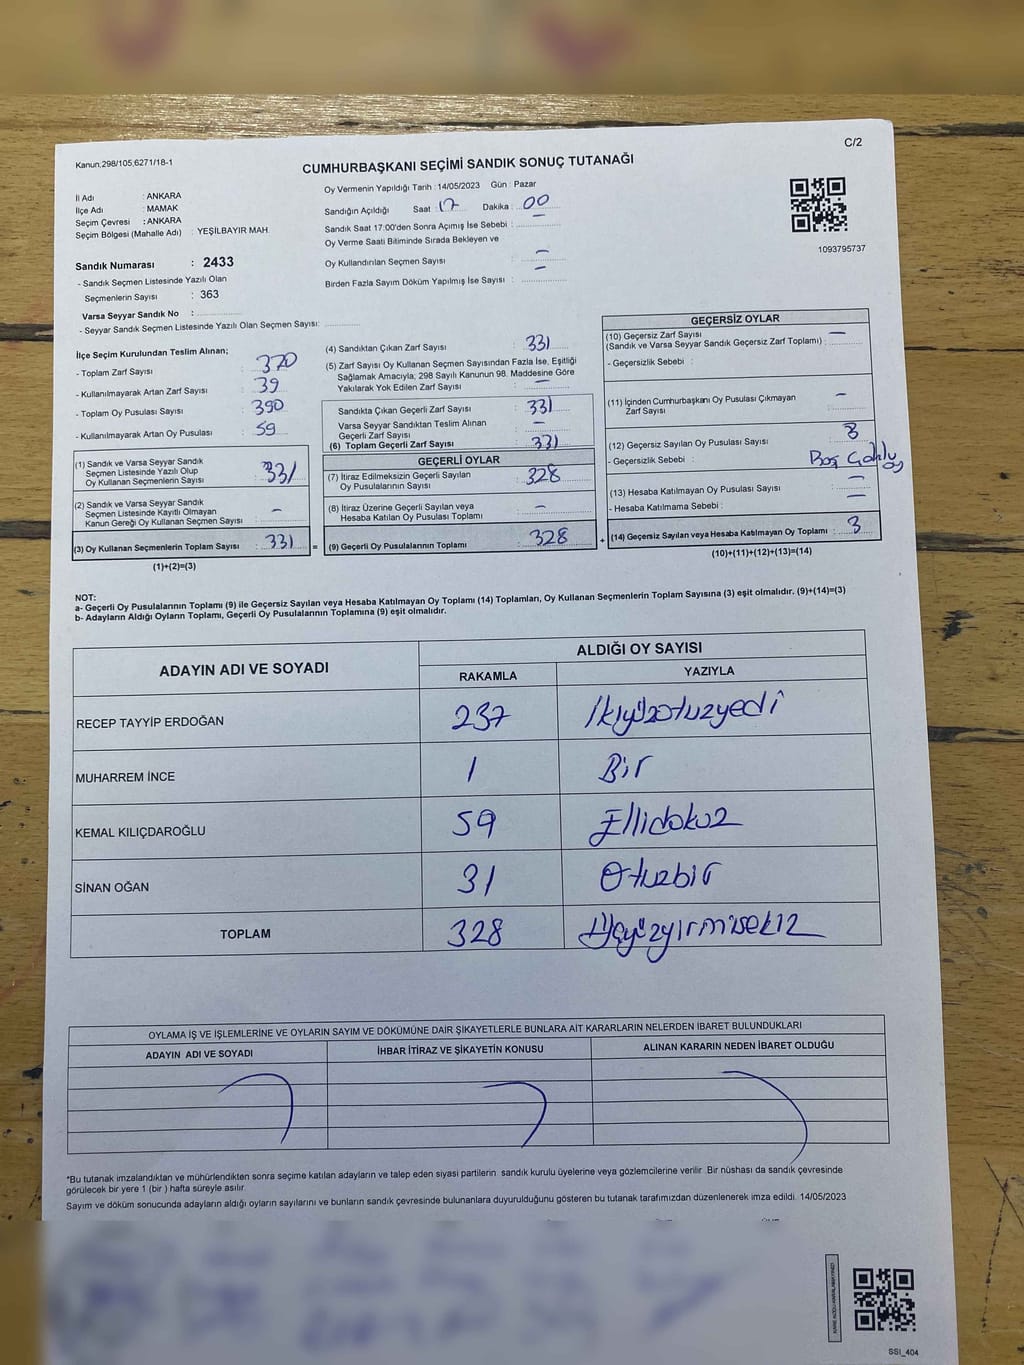 Kanun,298/105,6271/18-1
C/2
CUMHURBAŞKANI SEÇİMİ SANDIK SONUÇ TUTANAĞI
İl Adı : ANKARA
İlçe Adı : MAMAK
Seçim Çevresi : ANKARA
Seçim Bölgesi (Mahalle Adı) : YEŞİLBAYIR MAH.
Sandık Numarası : 2433
- Sandık Seçmen Listesinde Yazılı Olan
Seçmenlerin Sayısı : 363
Varsa Seyyar Sandık No :
- Seyyar Sandık Seçmen Listesinde Yazılı Olan Seçmen Sayısı:
Oy Vermenin Yapıldığı Tarih : 14/05/2023 Gün : Pazar
Sandığın Açıldığı Saat : 17 Dakika : 00
Sandık Saat 17:00'den Sonra Açımış İse Sebebi : —
Oy Verme Saati Bitiminde Sırada Bekleyen ve
Oy Kullandırılan Seçmen Sayısı : —
Birden Fazla Sayım Döküm Yapılmış İse Sayısı : —
1093795737
İlçe Seçim Kurulundan Teslim Alınan;
- Toplam Zarf Sayısı : 370
- Kullanılmayarak Artan Zarf Sayısı : 39
- Toplam Oy Pusulası Sayısı : 390
- Kullanılmayarak Artan Oy Pusulası : 59
(1) Sandık ve Varsa Seyyar Sandık
Seçmen Listesinde Yazılı Olup
Oy Kullanan Seçmenlerin Sayısı : 331
(2) Sandık ve Varsa Seyyar Sandık
Seçmen Listesinde Kayıtlı Olmayan
Kanun Gereği Oy Kullanan Seçmen Sayısı : —
(3) Oy Kullanan Seçmenlerin Toplam Sayısı : 331 =
(1)+(2)=(3)
(4) Sandıktan Çıkan Zarf Sayısı : 331
(5) Zarf Sayısı Oy Kullanan Seçmen Sayısından Fazla İse, Eşitliği
Sağlamak Amacıyla; 298 Sayılı Kanunun 98. Maddesine Göre
Yakılarak Yok Edilen Zarf Sayısı : —
Sandıkta Çıkan Geçerli Zarf Sayısı : 331
Varsa Seyyar Sandıktan Teslim Alınan
Geçerli Zarf Sayısı : —
(6) Toplam Geçerli Zarf Sayısı : 331
GEÇERLİ OYLAR
(7) İtiraz Edilmeksizin Geçerli Sayılan
Oy Pusulalarının Sayısı : 328
(8) İtiraz Üzerine Geçerli Sayılan veya
Hesaba Katılan Oy Pusulası Toplamı : —
(9) Geçerli Oy Pusulalarının Toplamı : 328 +
GEÇERSİZ OYLAR
(10) Geçersiz Zarf Sayısı
(Sandık ve Varsa Seyyar Sandık Geçersiz Zarf Toplamı) : —
- Geçersizlik Sebebi :
(11) İçinden Cumhurbaşkanı Oy Pusulası Çıkmayan
Zarf Sayısı : —
(12) Geçersiz Sayılan Oy Pusulası Sayısı : 3
- Geçersizlik Sebebi : Boş Çoklu
oy
(13) Hesaba Katılmayan Oy Pusulası Sayısı : —
- Hesaba Katılmama Sebebi : —
(14) Geçersiz Sayılan veya Hesaba Katılmayan Oy Toplamı : 3
(10)+(11)+(12)+(13)=(14)
NOT:
a- Geçerli Oy Pusulalarının Toplamı (9) ile Geçersiz Sayılan veya Hesaba Katılmayan Oy Toplamı (14) Toplamları, Oy Kullanan Seçmenlerin Toplam Sayısına (3) eşit olmalıdır. (9)+(14)=(3)
b- Adayların Aldığı Oyların Toplamı, Geçerli Oy Pusulalarının Toplamına (9) eşit olmalıdır.
ADAYIN ADI VE SOYADI
ALDIĞI OY SAYISI
RAKAMLA YAZIYLA
RECEP TAYYİP ERDOĞAN 237 İkiyüzotuzyedi
MUHARREM İNCE 1 Bir
KEMAL KILIÇDAROĞLU 59 Ellidokuz
SİNAN OĞAN 31 Otuzbir
TOPLAM 328 Üçyüzyirmisekiz
OYLAMA İŞ VE İŞLEMLERİNE VE OYLARIN SAYIM VE DÖKÜMÜNE DAİR ŞİKAYETLERLE BUNLARA AİT KARARLARIN NELERDEN İBARET BULUNDUKLARI
ADAYIN ADI VE SOYADI İHBAR İTİRAZ VE ŞİKAYETİN KONUSU ALINAN KARARIN NEDEN İBARET OLDUĞU
*Bu tutanak imzalandıktan ve mühürlendikten sonra seçime katılan adayların ve talep eden siyasi partilerin sandık kurulu üyelerine veya gözlemcilerine verilir. Bir nüshası da sandık çevresinde
görülecek bir yere 1 (bir) hafta süreyle asılır.
Sayım ve döküm sonucunda adayların aldığı oyların sayılarını ve bunların sandık çevresinde bulunanlara duyurulduğunu gösteren bu tutanak tarafımızdan düzenlenerek imza edildi. 14/05/2023
SSI_404